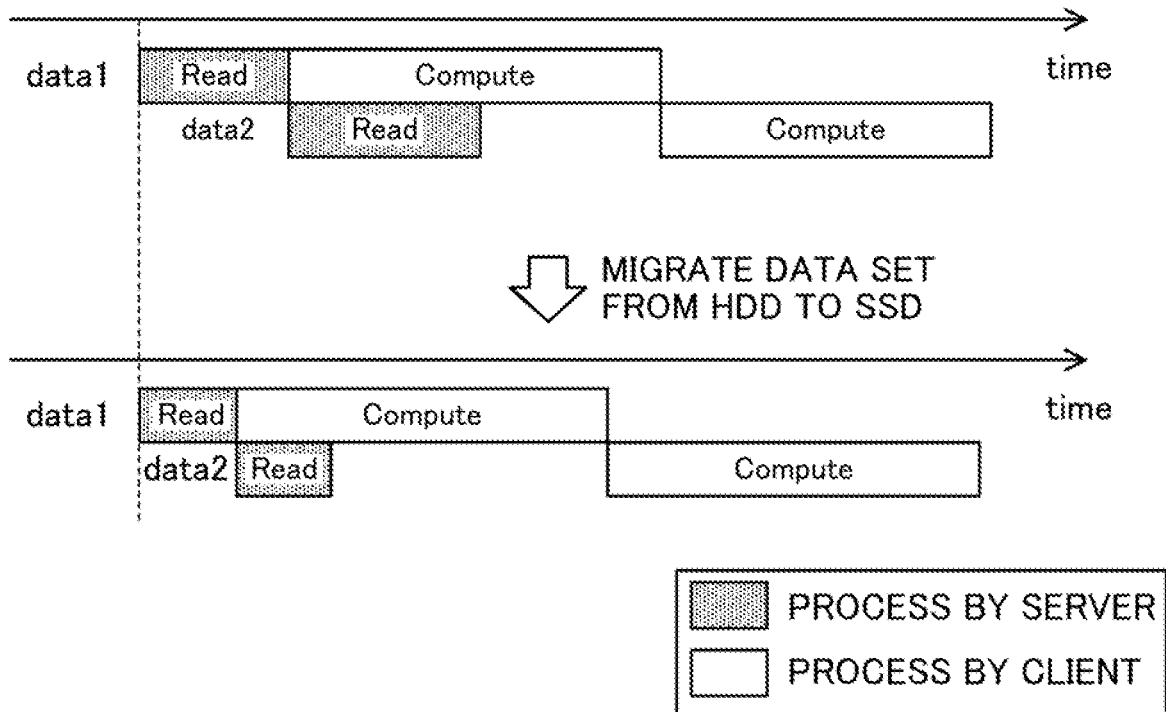 data1 Read Compute time
data2 Read Compute
MIGRATE DATA SET
FROM HDD TO SSD
data1 Read Compute time
data2 Read Compute
PROCESS BY SERVER
PROCESS BY CLIENT